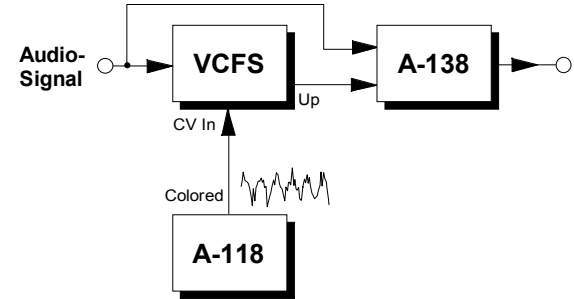 Audio-
Signal
VCFS
A-138
Up
CV In
Colored
A-118